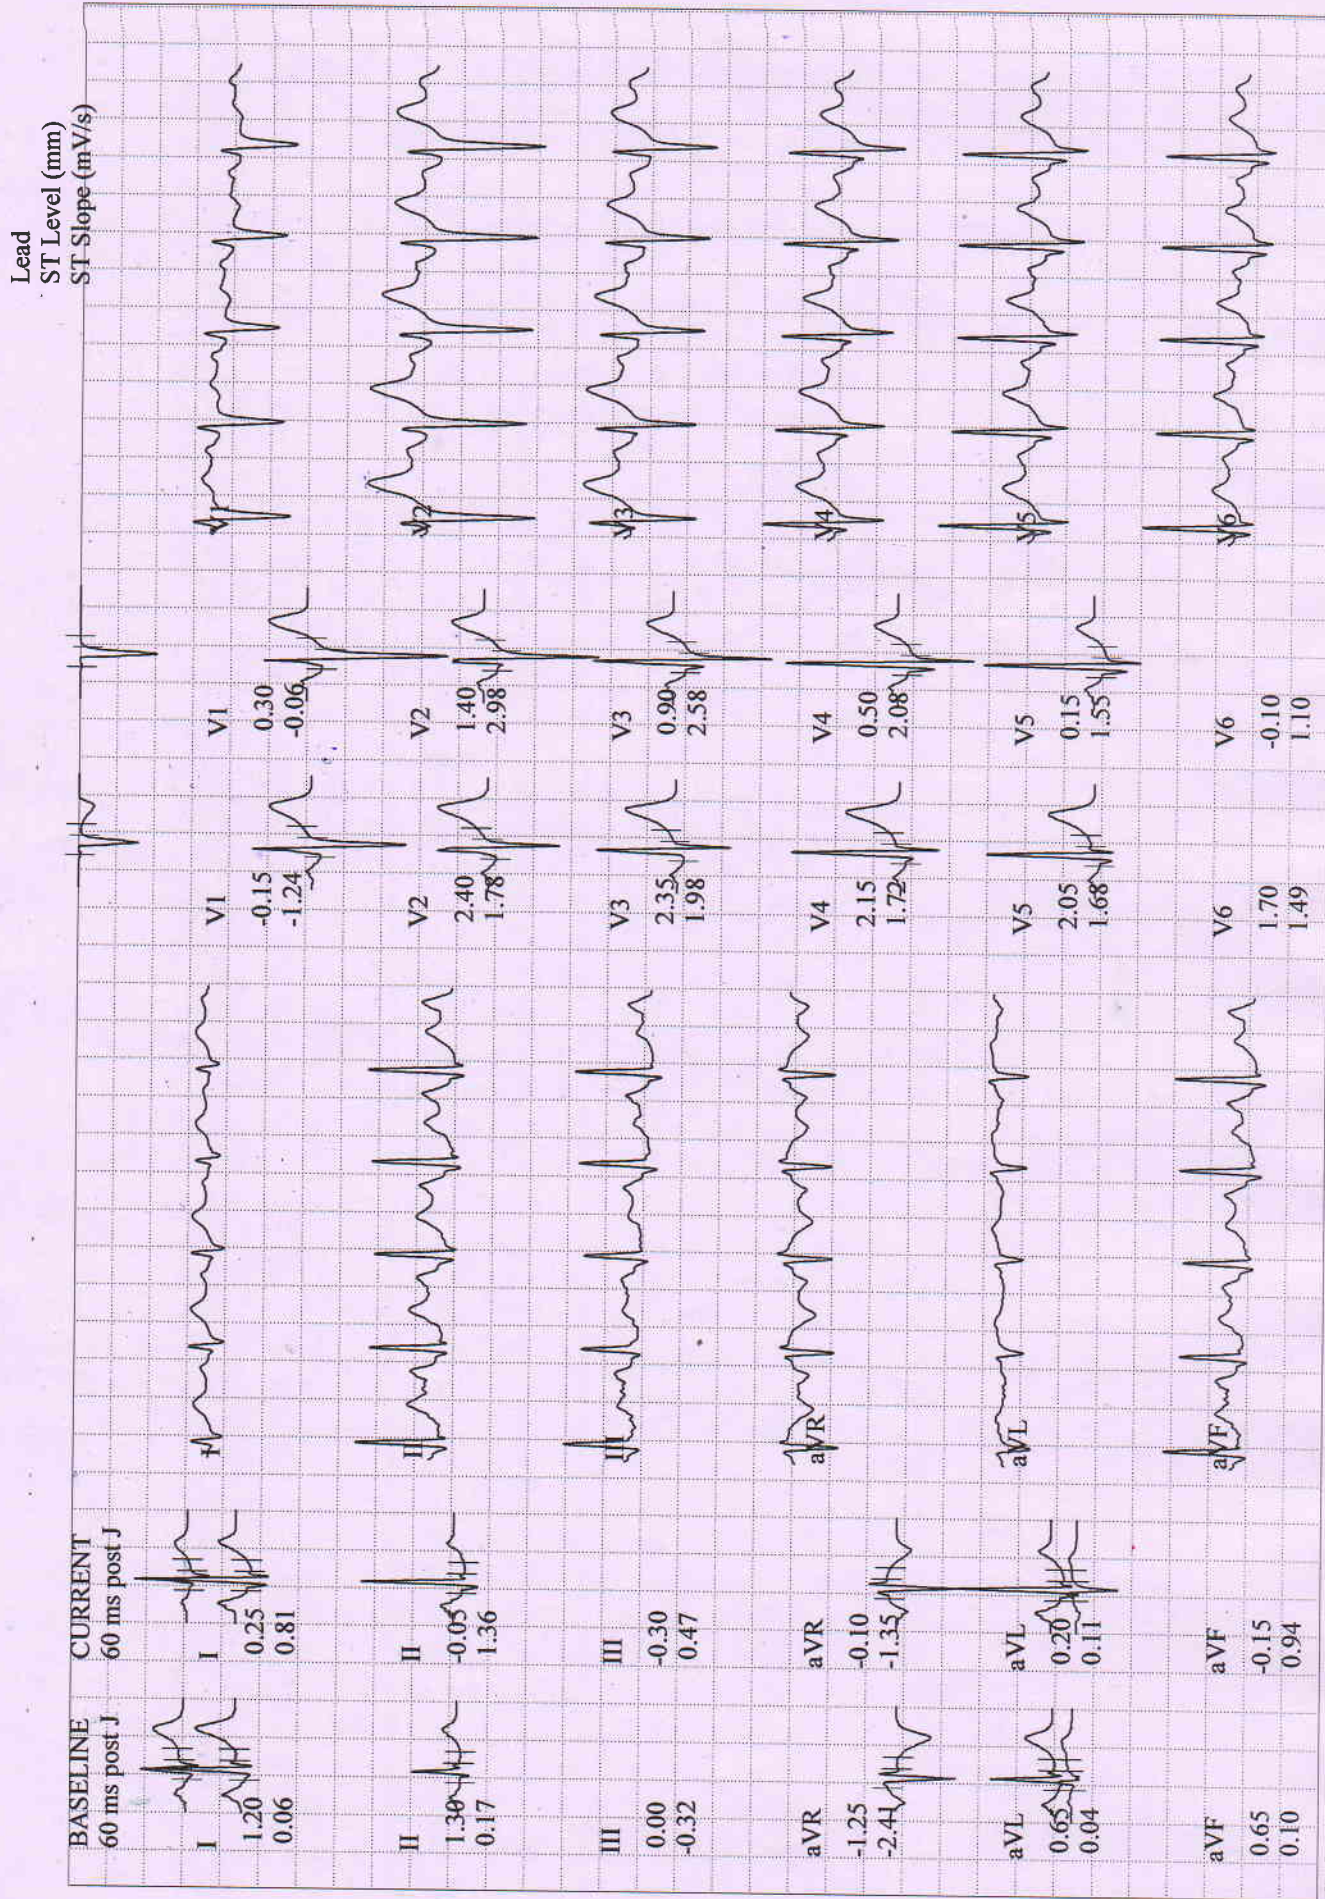 Lead
ST Level (mm)
ST Slope (mV/s)
BASELINE
60 ms post J
CURRENT
60 ms post J
I
1.20
0.06
I
0.25
0.81
I
V1
-0.15
-1.24
V1
0.30
-0.06
V1
II
1.30
0.17
II
-0.05
1.36
II
V2
2.40
1.78
V2
1.40
2.98
V2
III
0.00
-0.32
III
-0.30
0.47
III
V3
2.35
1.98
V3
0.90
2.58
V3
aVR
-1.25
-2.41
aVR
-0.10
-1.35
aVR
V4
2.15
1.72
V4
0.50
2.08
V4
aVL
0.65
0.04
aVL
0.20
0.11
aVL
V5
2.05
1.68
V5
0.15
1.55
V5
aVF
0.65
0.10
aVF
-0.15
0.94
aVF
V6
1.70
1.49
V6
-0.10
1.10
V6